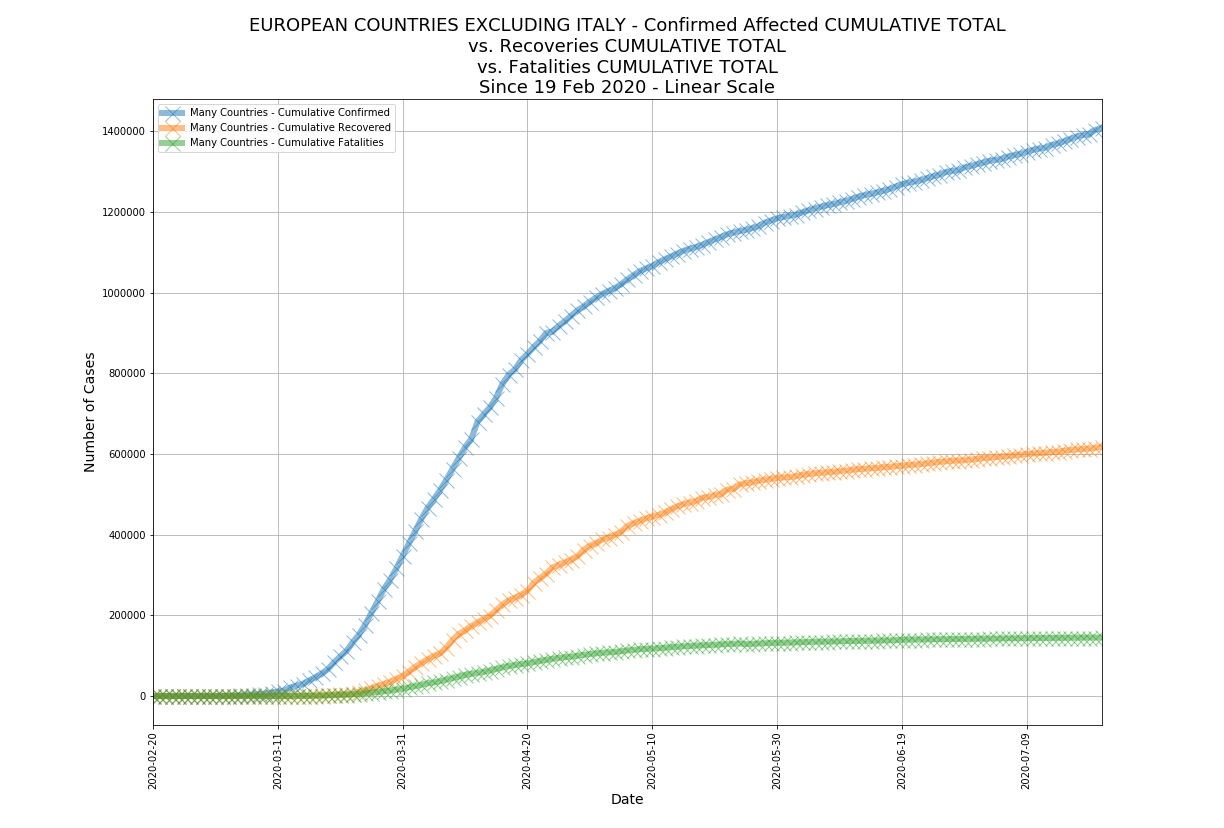 EUROPEAN COUNTRIES EXCLUDING ITALY - Confirmed Affected CUMULATIVE TOTAL
vs. Recoveries CUMULATIVE TOTAL
vs. Fatalities CUMULATIVE TOTAL
Since 19 Feb 2020 - Linear Scale
Many Countries - Cumulative Confirmed
Many Countries - Cumulative Recovered
Many Countries - Cumulative Fatalities
Number of Cases
1400000
1200000
1000000
800000
600000
400000
200000
0
2020-02-20
2020-03-11
2020-03-31
2020-04-20
2020-05-10
2020-05-30
2020-06-19
2020-07-09
Date